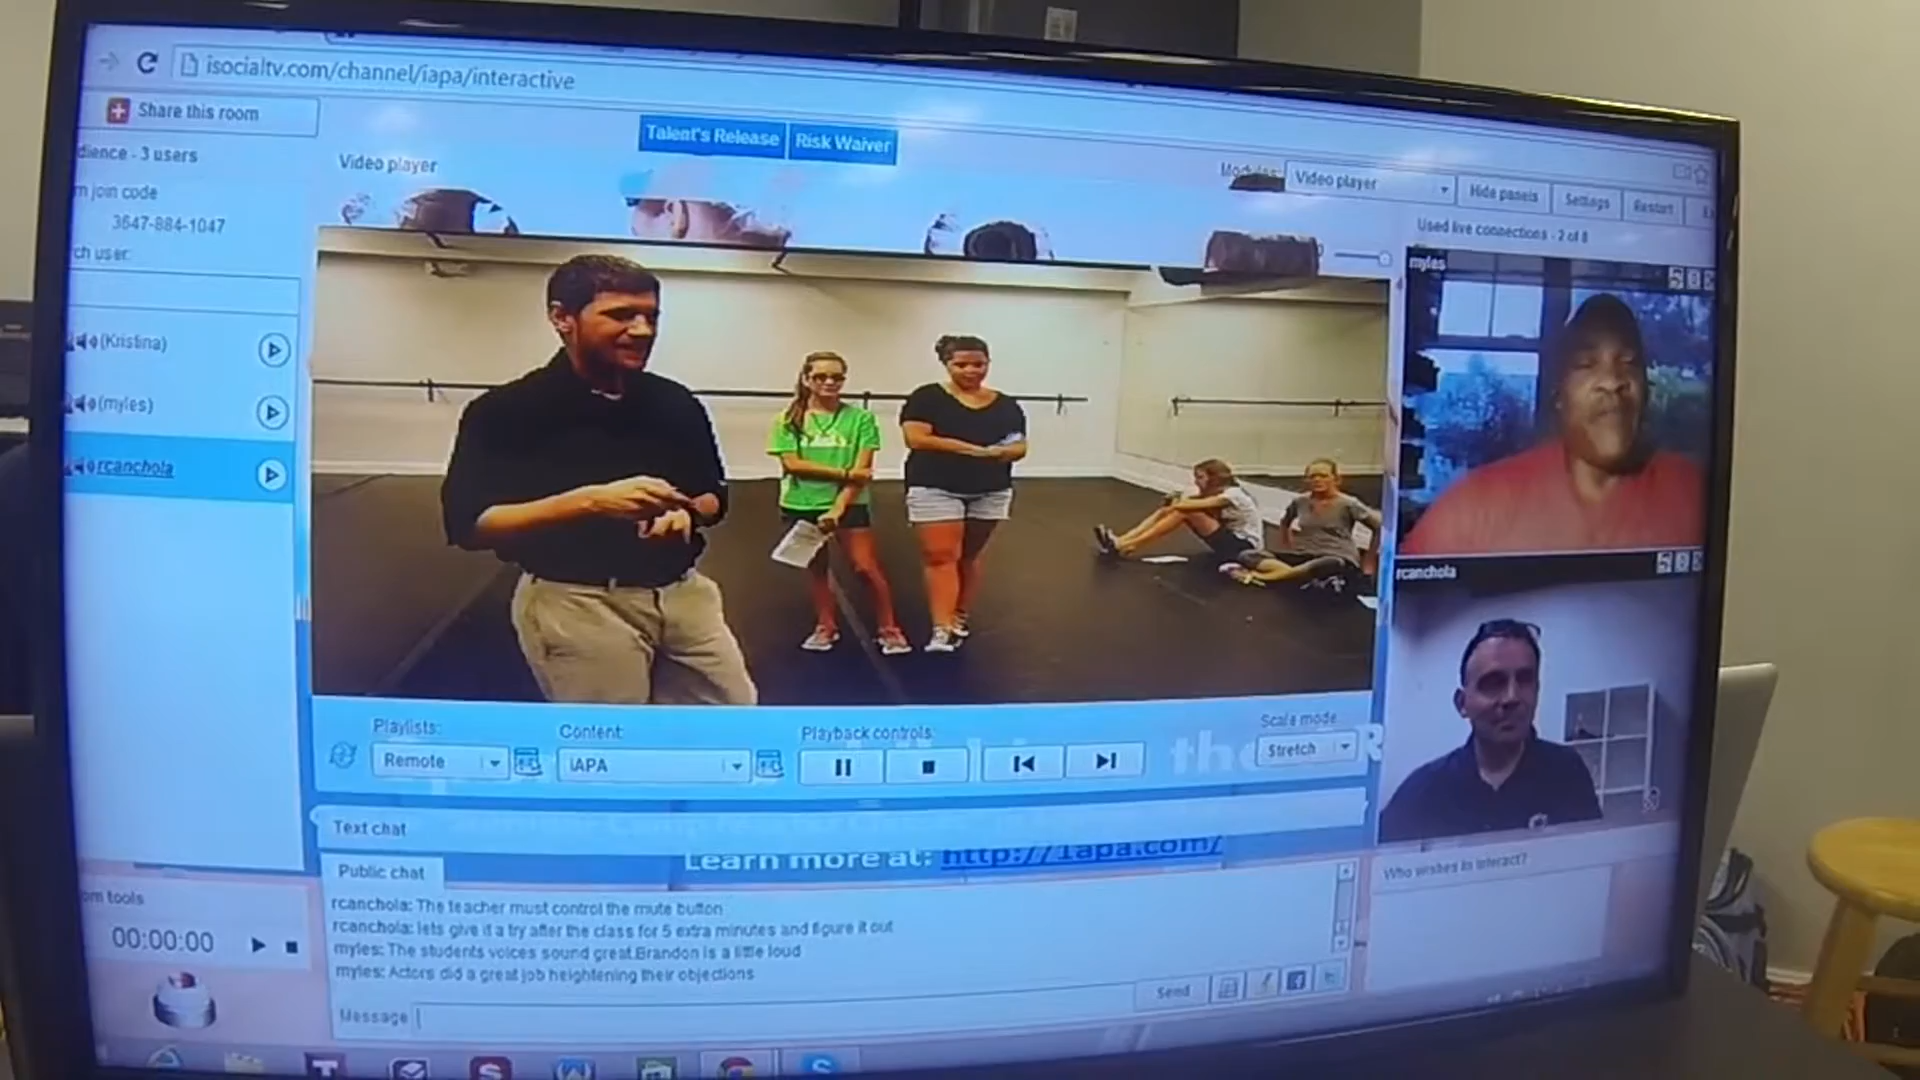 isocialtv.com/channel/iapa/interactive
Share this room
dience - 3 users
m join code
3647-884-1047
ch user:
(Kristina)
(myles)
rcanchola
Talent's Release
Risk Waiver
Video player
Modules:
Video player
Hide panels
Settings
Restart
Used live connections - 2 of 8
myles
rcanchola
Playlists:
Remote
Content:
iAPA
Playback controls:
Scale mode
Stretch
the
Text chat
Learn more at: http://1apa.com/
Public chat
rcanchola: The teacher must control the mute button
rcanchola: lets give it a try after the class for 5 extra minutes and figure it out
myles: The students voices sound great.Brandon is a little loud
myles: Actors did a great job heightening their objections
Message
Send
Who wishes to interact?
om tools
00:00:00